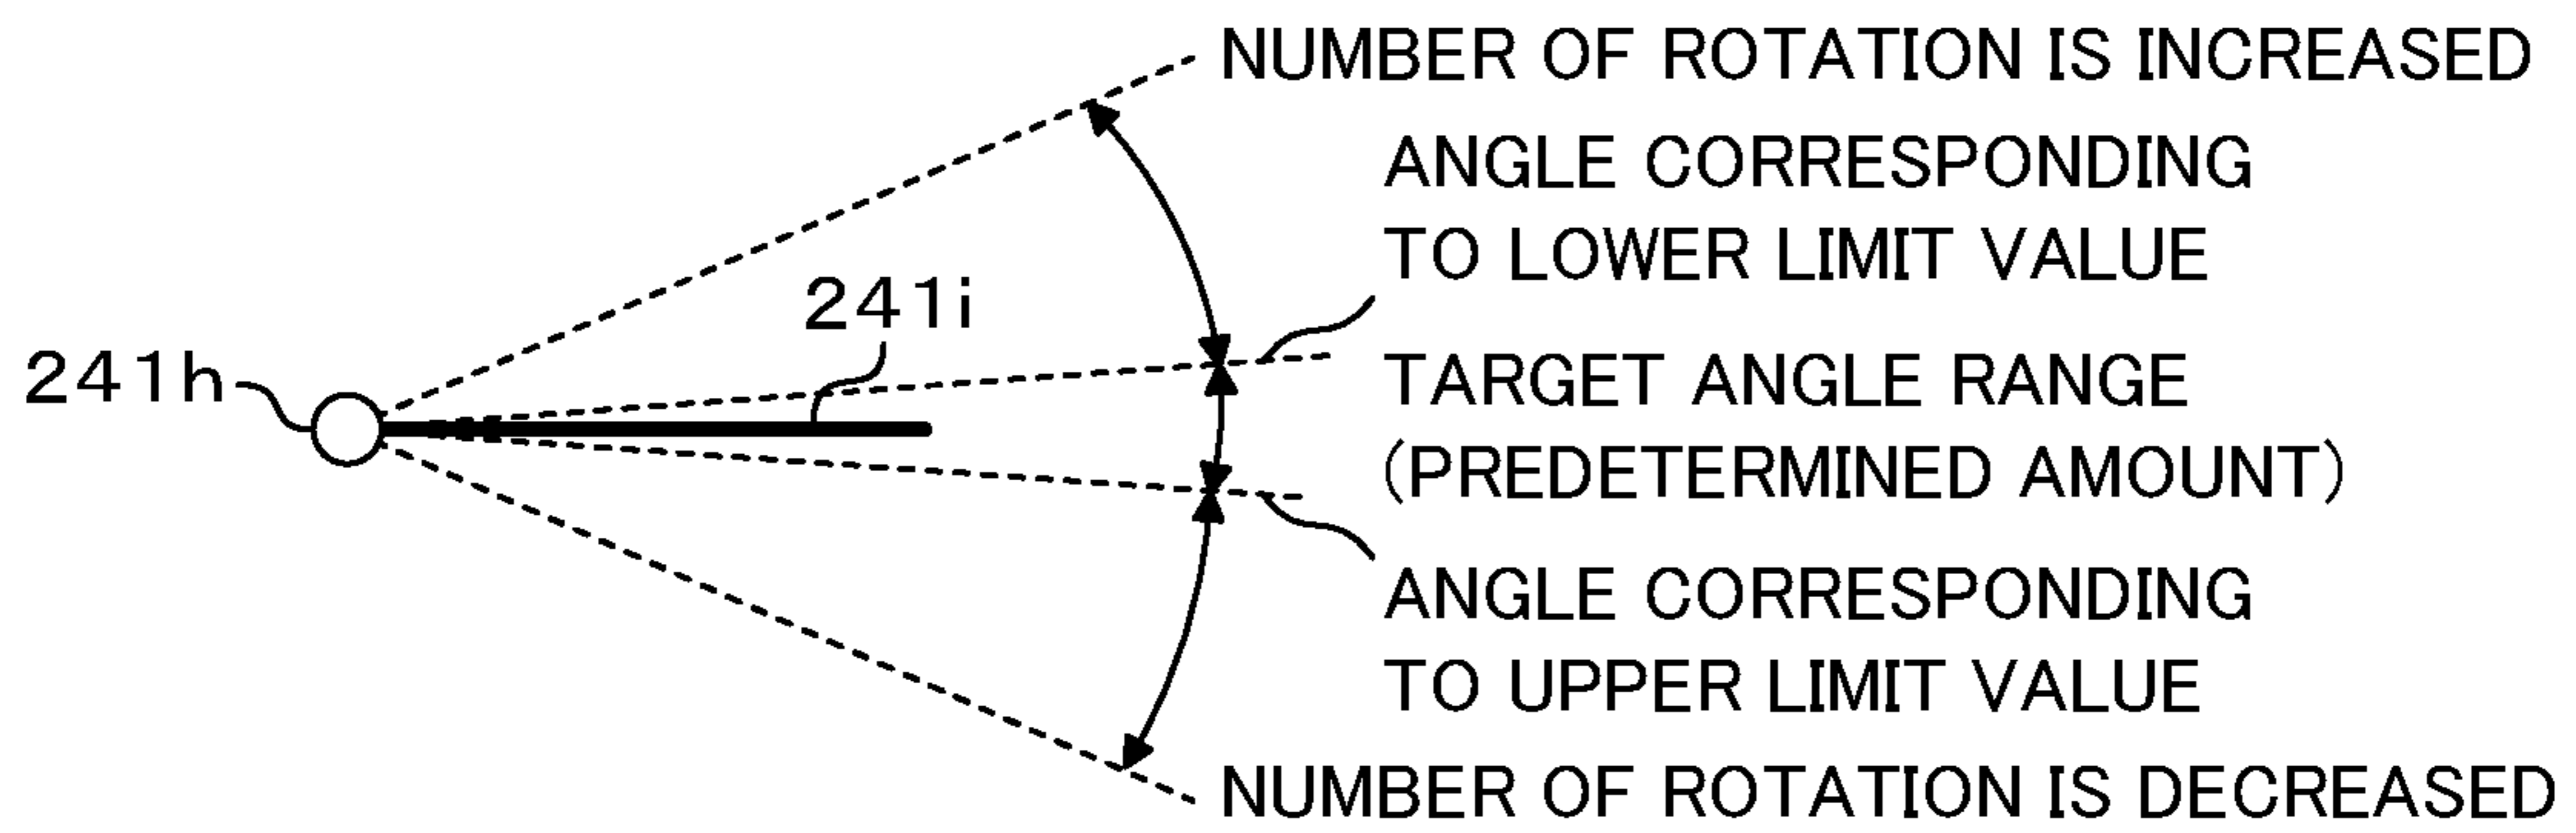 NUMBER OF ROTATION IS INCREASED
ANGLE CORRESPONDING
TO LOWER LIMIT VALUE
241i
241h
TARGET ANGLE RANGE
(PREDETERMINED AMOUNT)
ANGLE CORRESPONDING
TO UPPER LIMIT VALUE
NUMBER OF ROTATION IS DECREASED